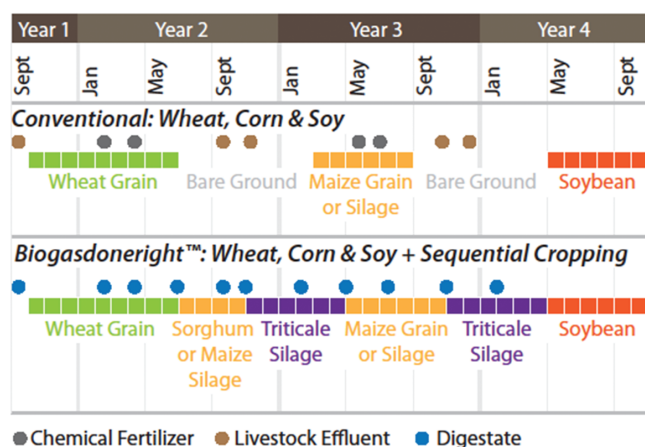 Year 1 Year 2 Year 3 Year 4
Sept Jan May Sept Jan May Sept Jan May Sept
Conventional: Wheat, Corn & Soy
Wheat Grain Bare Ground Maize Grain Bare Ground Soybean
or Silage
Biogasdoneright™: Wheat, Corn & Soy + Sequential Cropping
Wheat Grain Sorghum Triticale Maize Grain Triticale Soybean
or Maize Silage or Silage Silage
Silage
Chemical Fertilizer Livestock Effluent Digestate